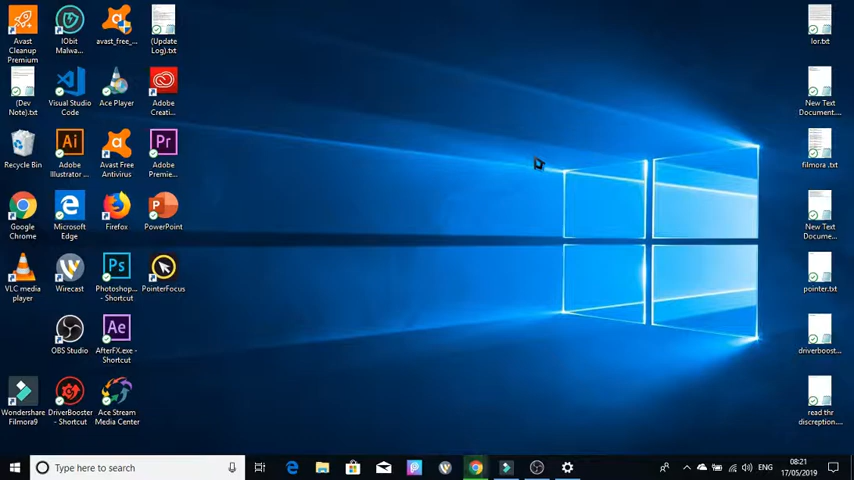 Avast
Cleanup
Premium
IObit
Malwa...
avast_free_...
(Update
Log).txt
lor.txt
(Dev
Note).txt
Visual Studio
Code
Ace Player
Adobe
Creati...
New Text
Document....
Recycle Bin
Adobe
Illustrator ...
Avast Free
Antivirus
Adobe
Premie...
filmora .txt
Google
Chrome
Microsoft
Edge
Firefox
PowerPoint
New Text
Docume...
VLC media
player
Wirecast
Photoshop...
- Shortcut
PointerFocus
pointer.txt
OBS Studio
AfterFX.exe -
Shortcut
driverboost...
Wondershare
Filmora9
DriverBooster
- Shortcut
Ace Stream
Media Center
read thr
discreption....
Type here to search
ENG
08:21
17/05/2019